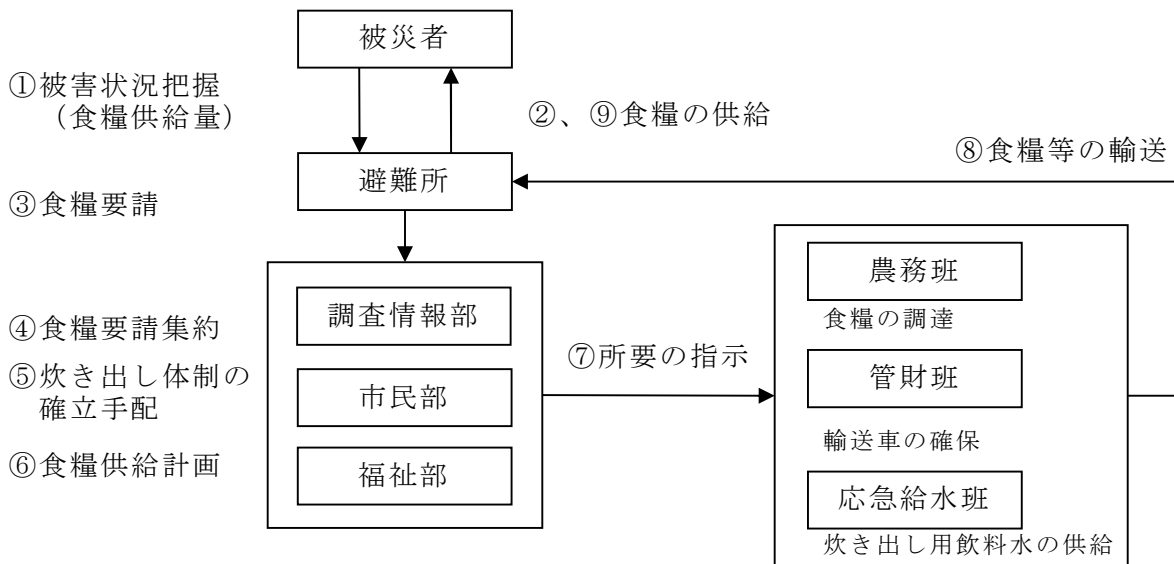 被災者
①被害状況把握
（食糧供給量）
②、⑨食糧の供給
⑧食糧等の輸送
避難所
③食糧要請
農務班
食糧の調達
調査情報部
④食糧要請集約
⑦所要の指示
⑤炊き出し体制の
確立手配
市民部
管財班
輸送車の確保
⑥食糧供給計画
福祉部
応急給水班
炊き出し用飲料水の供給